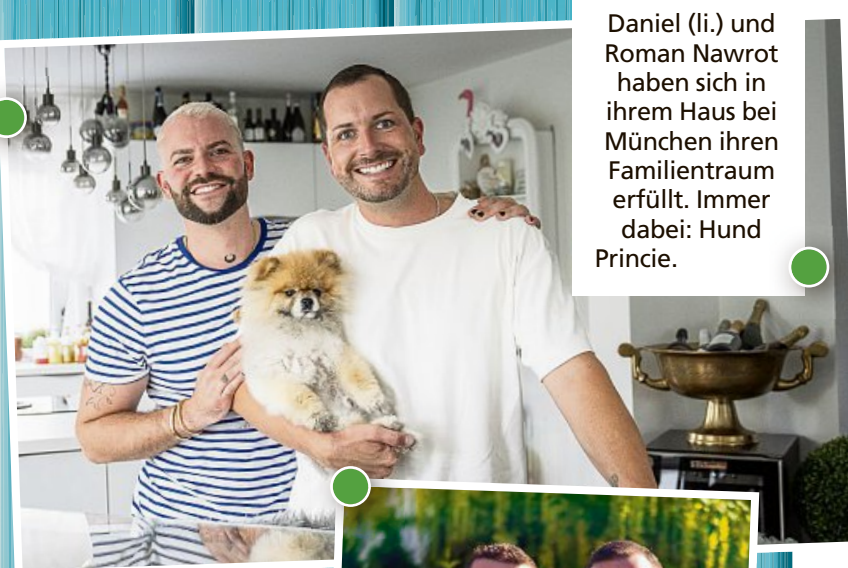 Daniel (li.) und
Roman Nawrot
haben sich in
ihrem Haus bei
München ihren
Familientraum
erfüllt. Immer
dabei: Hund
Princie.